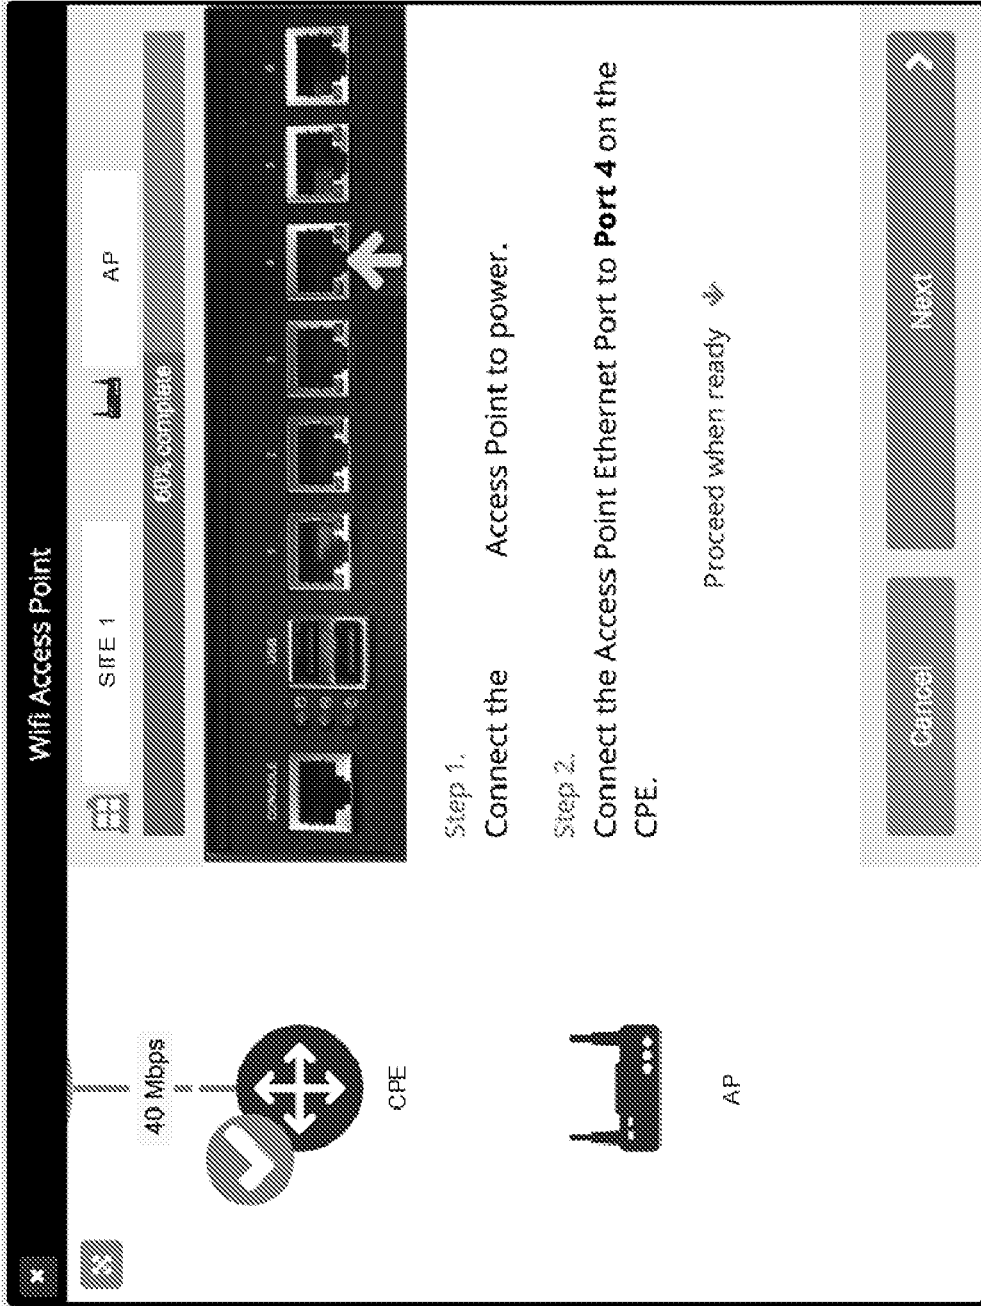 Wifi Access Point
SITE 1
AP
60% complete
40 Mbps
CPE
AP
CONSOLE
USB
Step 1.
Connect the Access Point to power.
Step 2.
Connect the Access Point Ethernet Port to Port 4 on the
CPE.
Proceed when ready
Cancel
Next